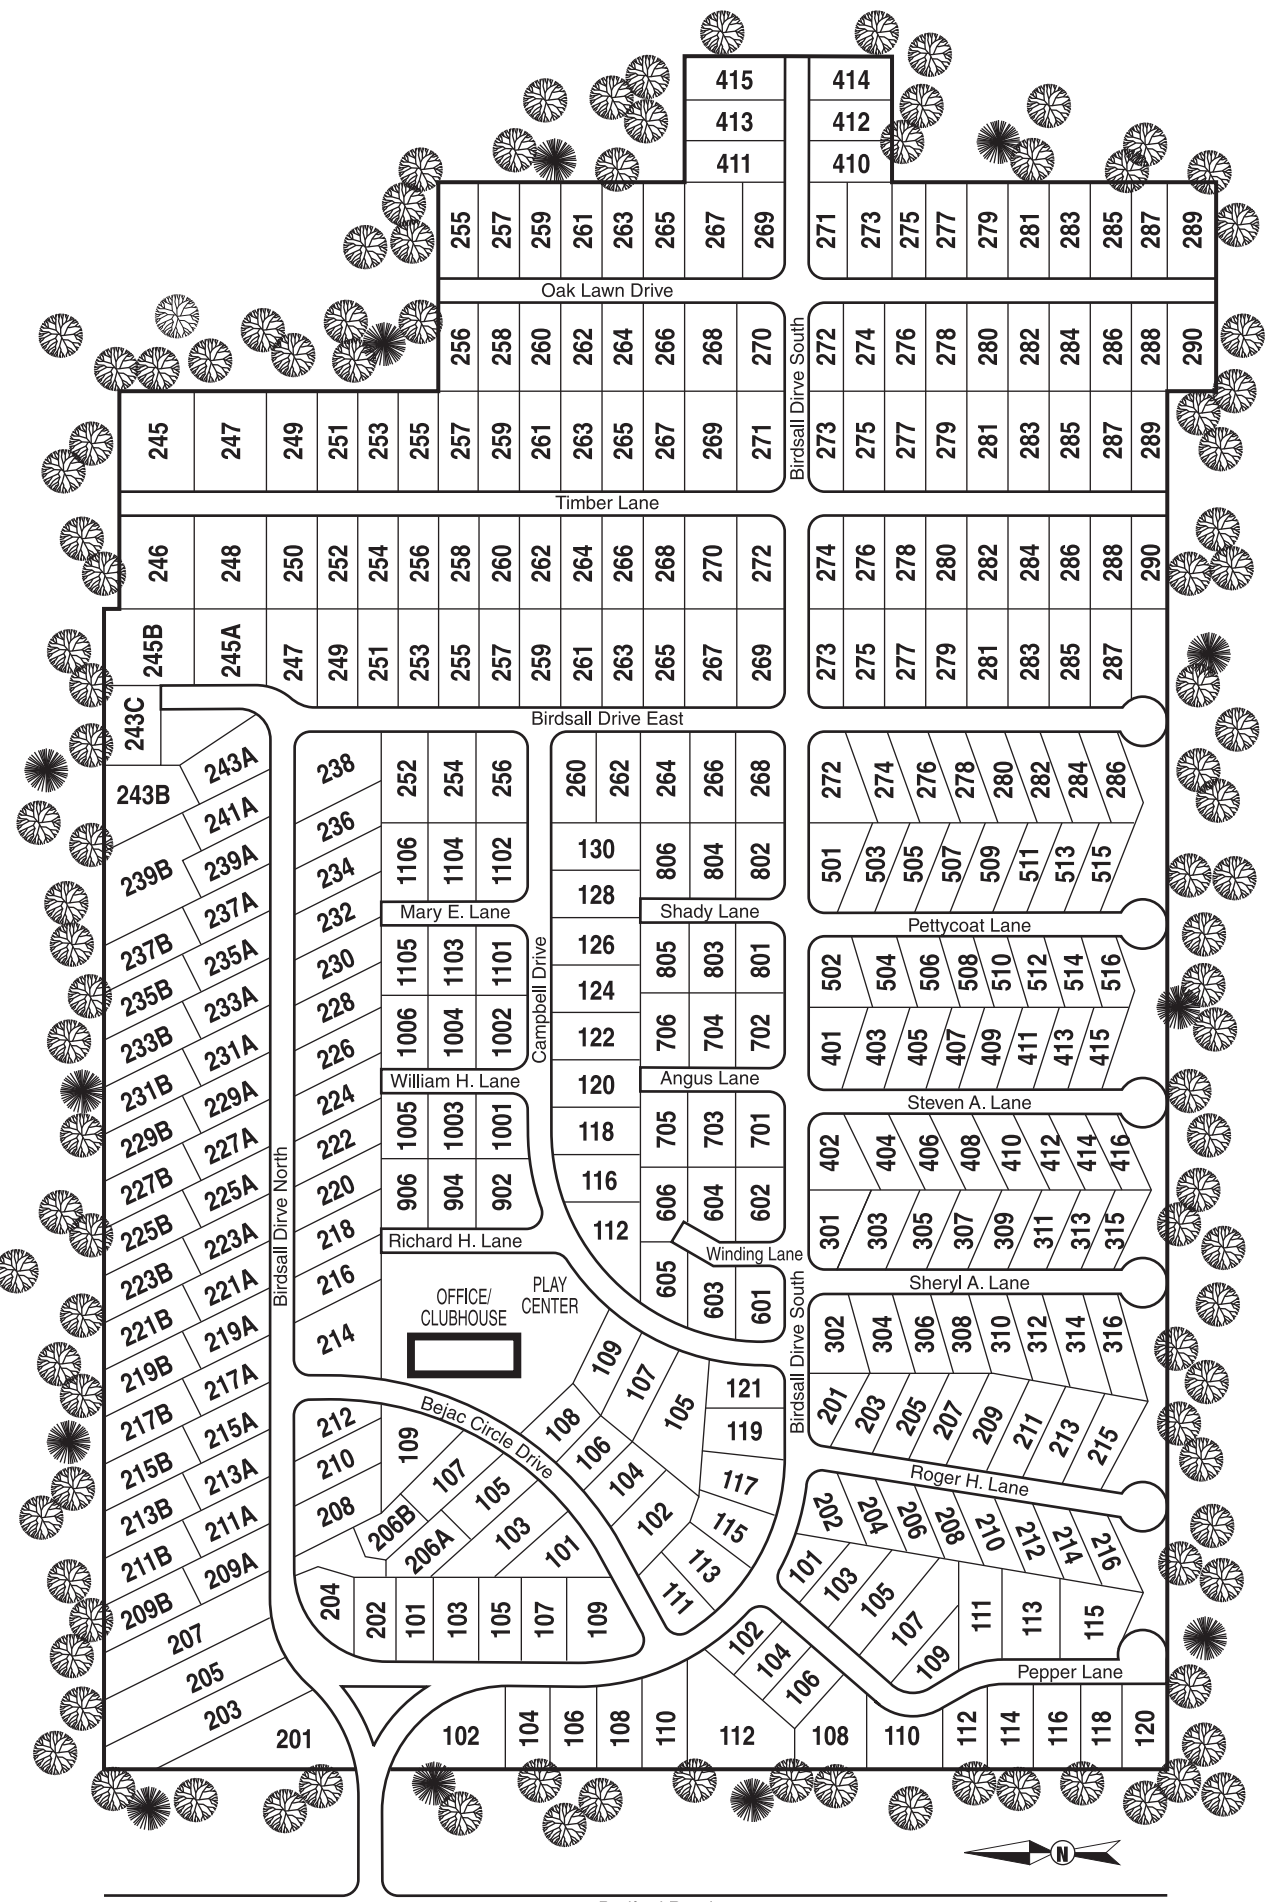 415 414
413 412
411 410
255 257 259 261 263 265 267 269 271 273 275 277 279 281 283 285 287 289
Oak Lawn Drive
256 258 260 262 264 266 268 270 272 274 276 278 280 282 284 286 288 290
Birdsall Dirve South
245 247 249 251 253 255 257 259 261 263 265 267 269 271 273 275 277 279 281 283 285 287 289
Timber Lane
246 248 250 252 254 256 258 260 262 264 266 268 270 272 274 276 278 280 282 284 286 288 290
245B 245A 247 249 251 253 255 257 259 261 263 265 267 269 273 275 277 279 281 283 285 287
Birdsall Drive East
243C
243B 243A
241A
239B 239A
237A
237B 235A
235B 233A
233B 231A
231B 229A
229B 227A
227B 225A
225B 223A
223B 221A
221B 219A
219B 217A
217B 215A
215B 213A
213B 211A
211B 209A
209B
207
205
203
201
Birdsall Dirve North
238
236
234
232
230
228
226
224
222
220
218
216
214
252 254 256
1106 1104 1102
Mary E. Lane
1105 1103 1101
1006 1004 1002
William H. Lane
1005 1003 1001
906 904 902
Richard H. Lane
Campbell Drive
260 262 264 266 268
130
128
126
124
122
120
118
116
112
806 804 802
Shady Lane
805 803 801
706 704 702
Angus Lane
705 703 701
606 604 602
Winding Lane
605 603 601
272 274 276 278 280 282 284 286
501 503 505 507 509 511 513 515
Pettycoat Lane
502 504 506 508 510 512 514 516
401 403 405 407 409 411 413 415
Steven A. Lane
402 404 406 408 410 412 414 416
301 303 305 307 309 311 313 315
Sheryl A. Lane
Birdsall Dirve South
302 304 306 308 310 312 314 316
201 203 205 207 209 211 213 215
Roger H. Lane
202 204 206 208 210 212 214 216
101 103 105 107 109 111 113 115
Pepper Lane
OFFICE/
CLUBHOUSE
PLAY
CENTER
Bejac Circle Drive
109 107 105
108 106 104 102
121
119
117
115
113
111
212
210
208
109 107 105 103 101
206B 206A
204 202 101 103 105 107 109
102 104 106
102 104 106 108 110 112 108 110 112 114 116 118 120
N